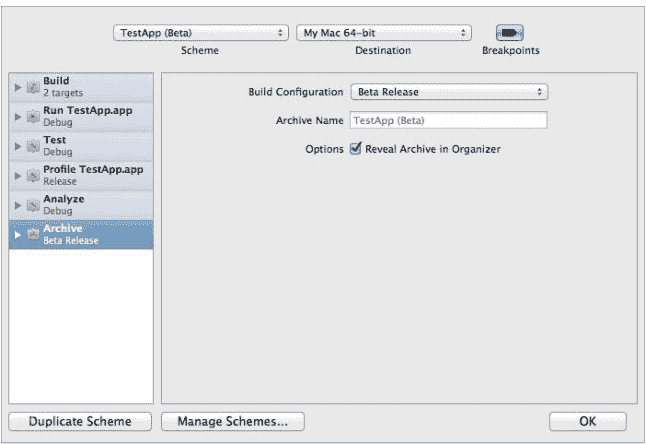 TestApp (Beta)
My Mac 64-bit
Scheme
Destination
Breakpoints
Build
2 targets
Run TestApp.app
Debug
Test
Debug
Profile TestApp.app
Release
Analyze
Debug
Archive
Beta Release
Build Configuration
Beta Release
Archive Name
TestApp (Beta)
Options
Reveal Archive in Organizer
Duplicate Scheme
Manage Schemes...
OK